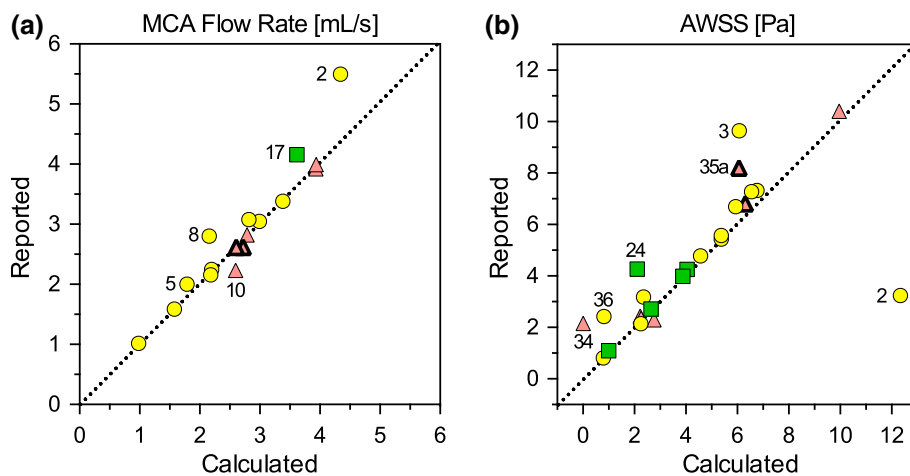 (a) MCA Flow Rate [mL/s]
6
5
4
3
2
1
0
Reported
2
17
8
5
10
0 1 2 3 4 5 6
Calculated
(b) AWSS [Pa]
12
10
8
6
4
2
0
Reported
3
35a
24
36
34
2
0 2 4 6 8 10 12
Calculated